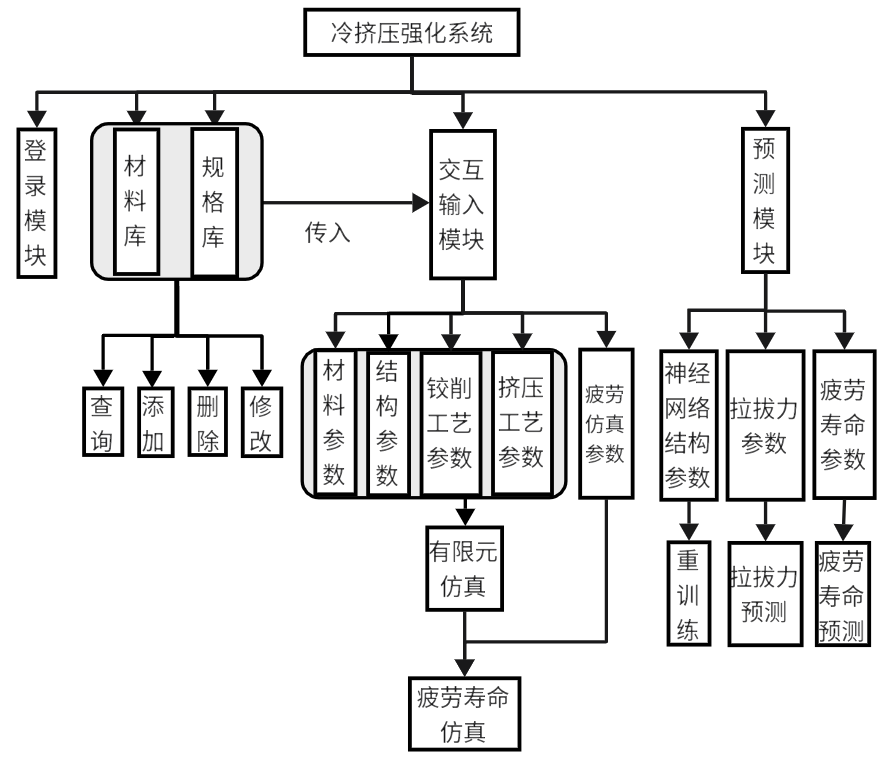 冷挤压强化系统
登
录
模
块
材
料
库
规
格
库
传入
交互
输入
模块
预
测
模
块
查
询
添
加
删
除
修
改
材
料
参
数
结
构
参
数
铰削
工艺
参数
挤压
工艺
参数
疲劳
仿真
参数
神经
网络
结构
参数
拉拔力
参数
疲劳
寿命
参数
有限元
仿真
重
训
练
拉拔力
预测
疲劳
寿命
预测
疲劳寿命
仿真